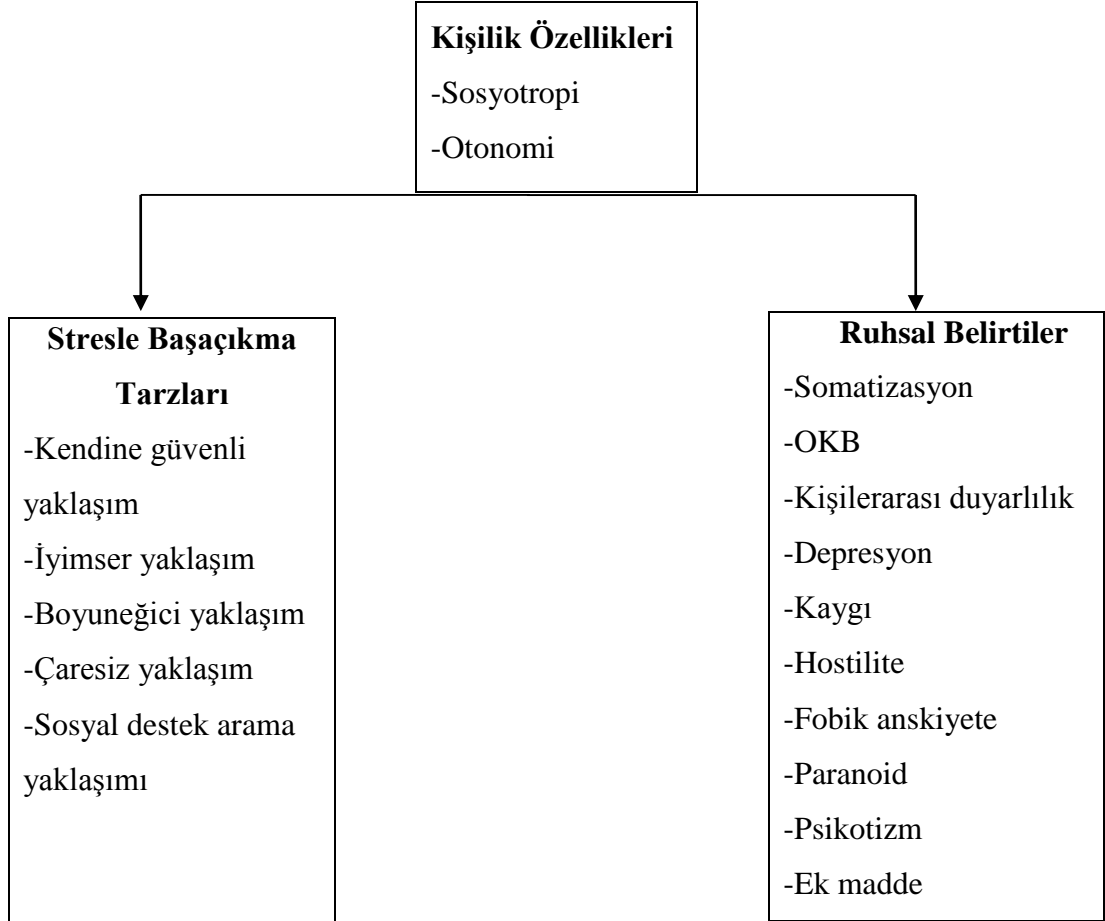 Kişilik Özellikleri
-Sosyotropi
-Otonomi
Stresle Başaçıkma
Tarzları
-Kendine güvenli
yaklaşım
-İyimser yaklaşım
-Boyuneğici yaklaşım
-Çaresiz yaklaşım
-Sosyal destek arama
yaklaşımı
Ruhsal Belirtiler
-Somatizasyon
-OKB
-Kişilerarası duyarlılık
-Depresyon
-Kaygı
-Hostilite
-Fobik anskiyete
-Paranoid
-Psikotizm
-Ek madde